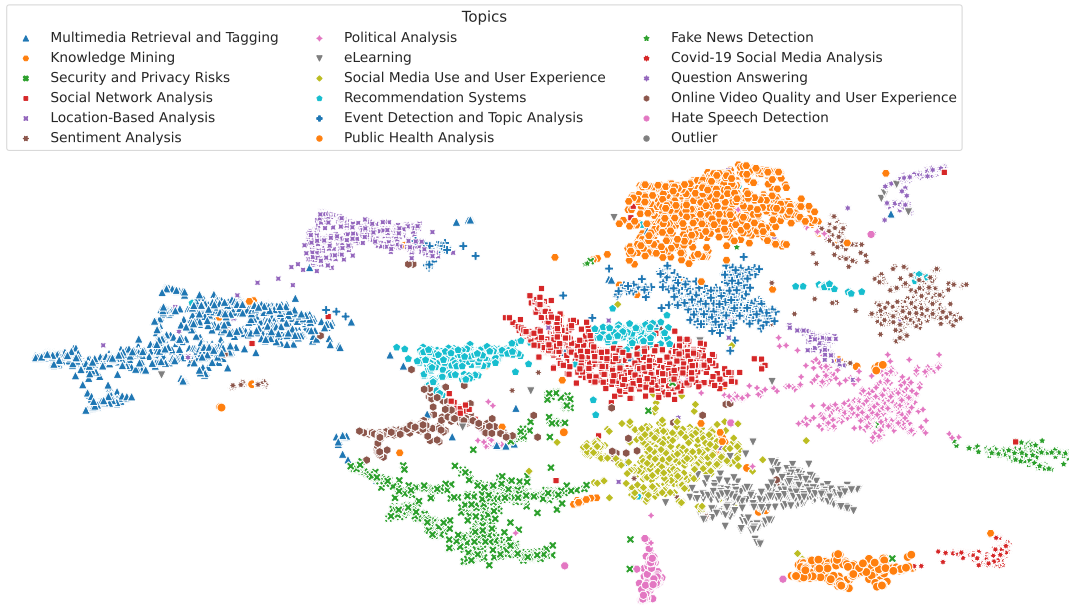 Topics
Multimedia Retrieval and Tagging
Knowledge Mining
Security and Privacy Risks
Social Network Analysis
Location-Based Analysis
Sentiment Analysis
Political Analysis
eLearning
Social Media Use and User Experience
Recommendation Systems
Event Detection and Topic Analysis
Public Health Analysis
Fake News Detection
Covid-19 Social Media Analysis
Question Answering
Online Video Quality and User Experience
Hate Speech Detection
Outlier